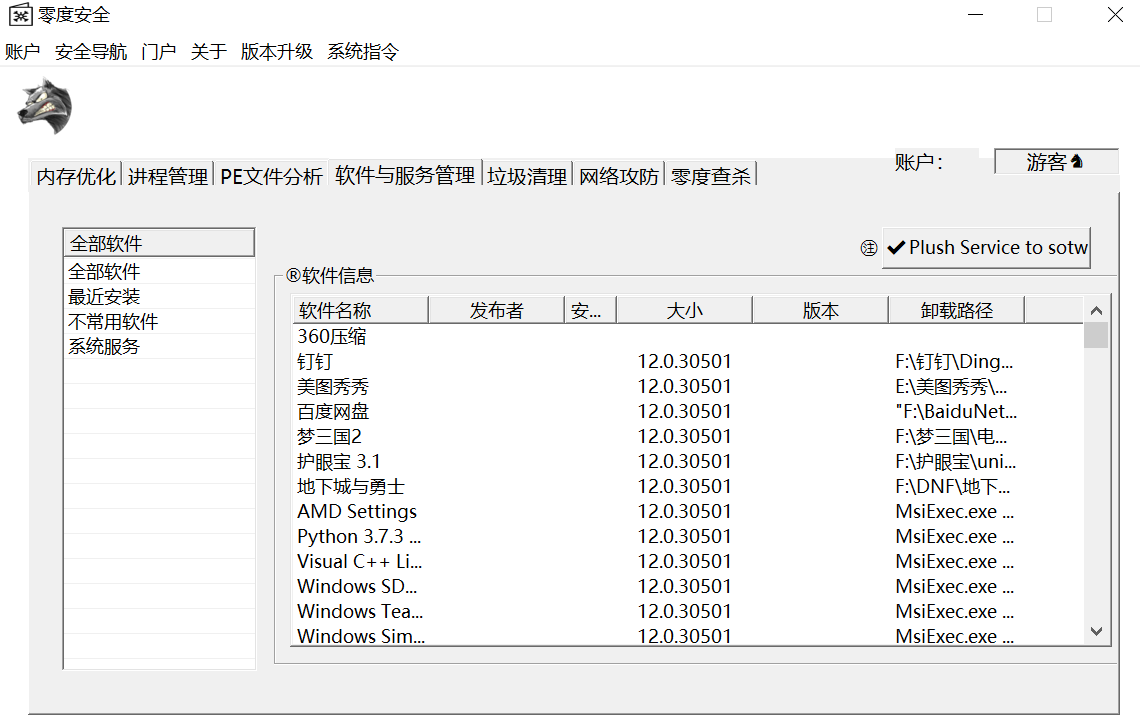 零度安全
账户 安全导航 门户 关于 版本升级 系统指令
账户： 游客♞
内存优化 进程管理 PE文件分析 软件与服务管理 垃圾清理 网络攻防 零度查杀
全部软件
全部软件
最近安装
不常用软件
系统服务
㊟ ✔Plush Service to sotw
®软件信息
软件名称 发布者 安... 大小 版本 卸载路径
360压缩
钉钉 12.0.30501 F:\钉钉\Ding...
美图秀秀 12.0.30501 E:\美图秀秀\...
百度网盘 12.0.30501 "F:\BaiduNet...
梦三国2 12.0.30501 F:\梦三国\电...
护眼宝 3.1 12.0.30501 F:\护眼宝\uni...
地下城与勇士 12.0.30501 F:\DNF\地下...
AMD Settings 12.0.30501 MsiExec.exe ...
Python 3.7.3 ... 12.0.30501 MsiExec.exe ...
Visual C++ Li... 12.0.30501 MsiExec.exe ...
Windows SD... 12.0.30501 MsiExec.exe ...
Windows Tea... 12.0.30501 MsiExec.exe ...
Windows Sim... 12.0.30501 MsiExec.exe ...